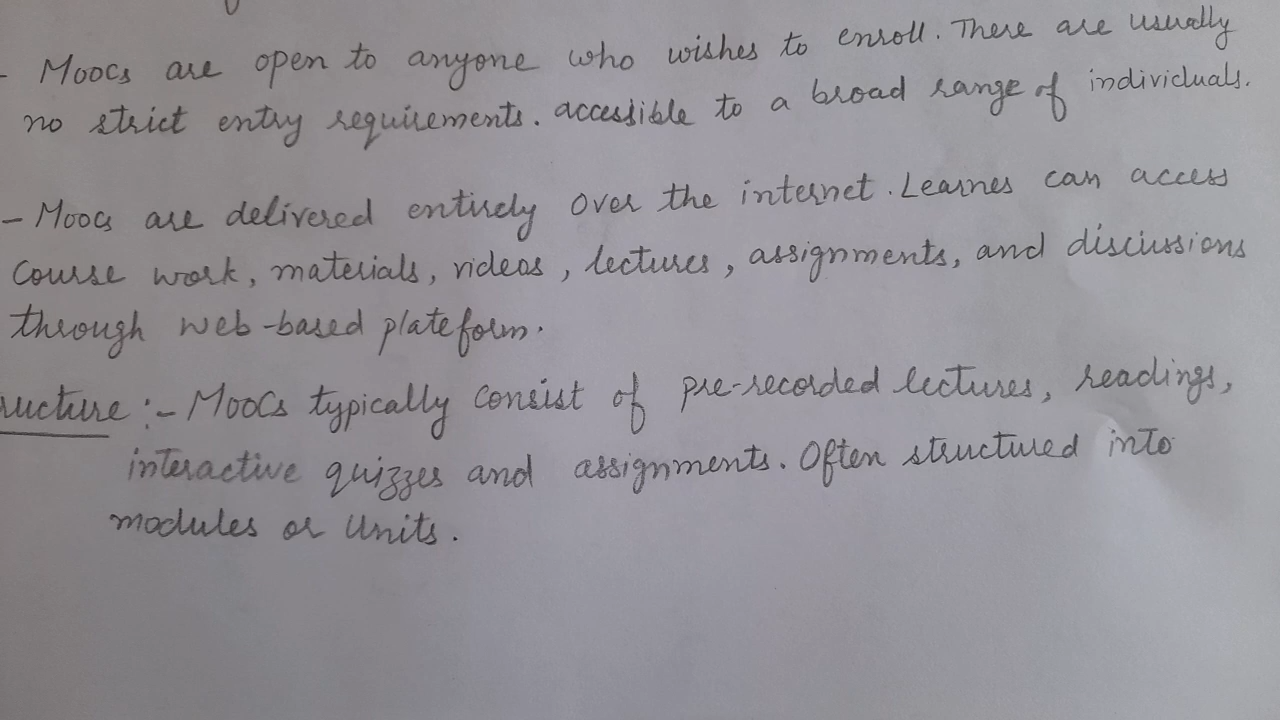 - Moocs are open to anyone who wishes to enroll. There are usually
no strict entry requirements. accessible to a broad range of individuals.
- Moocs are delivered entirely over the internet. Learnes can access
course work, materials, videos, lectures, assignments, and discussions
through web-based plateform.
ructure :- MOOCs typically consist of pre-recorded lectures, readings,
interactive quizzes and assignments. Often structured into
modules or Units.